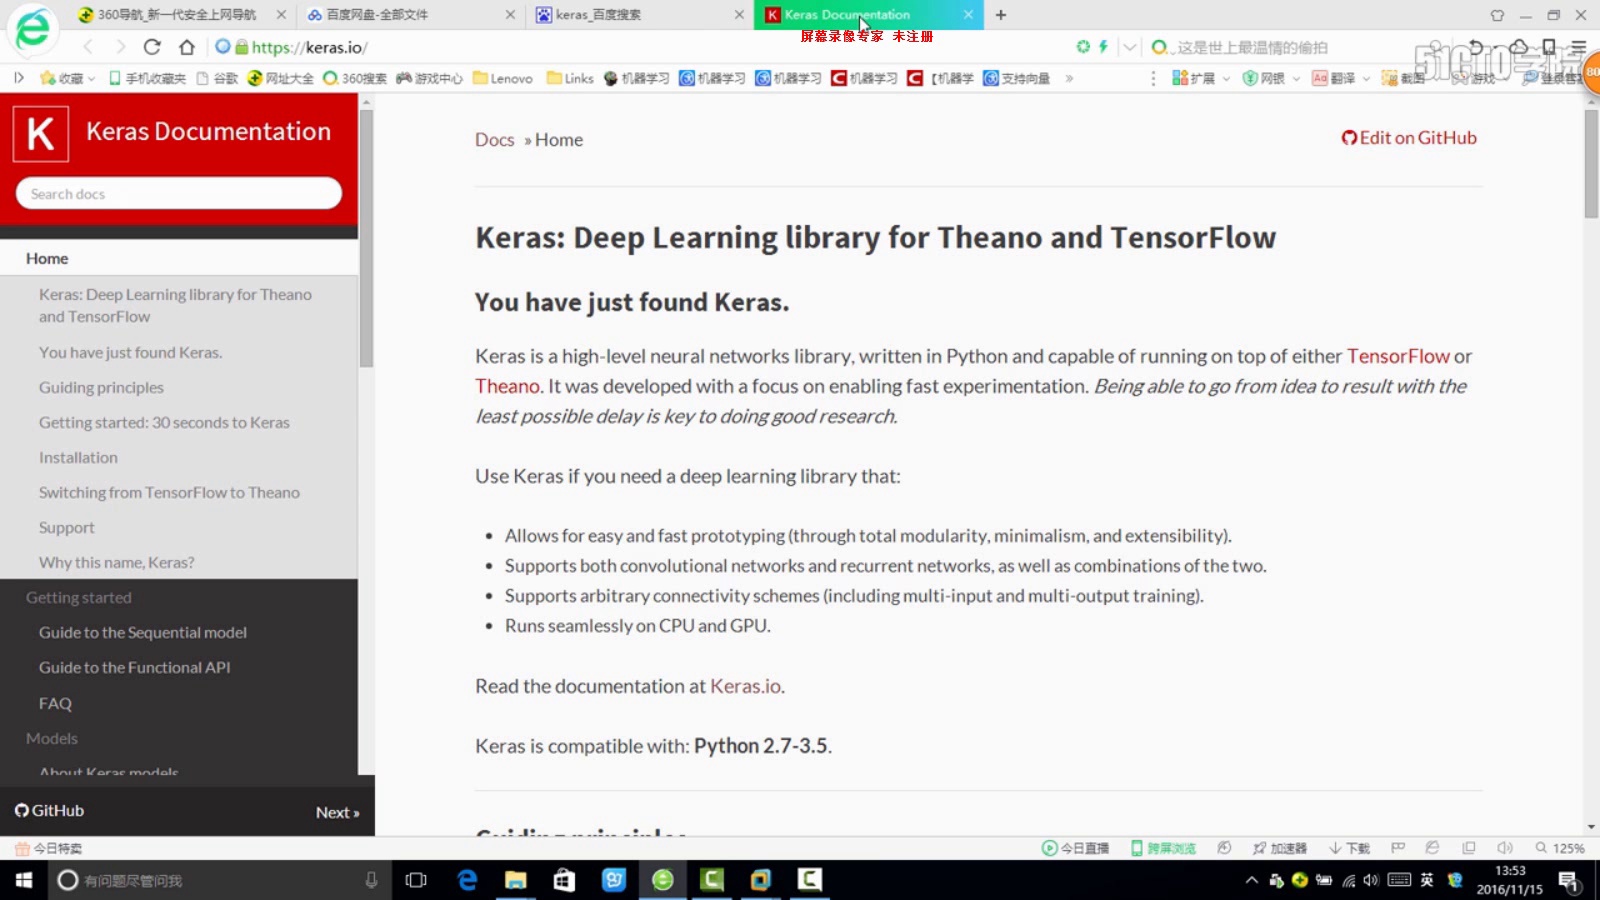 360导航_新一代安全上网导航
百度网盘-全部文件
keras_百度搜索
Keras Documentation
屏幕录像专家 未注册
https://keras.io/
这是世上最温情的偷拍
51CTO学院
收藏
手机收藏夹
谷歌
网址大全
360搜索
游戏中心
Lenovo
Links
机器学习
机器学习
机器学习
机器学习
【机器学
支持向量
»
扩展
网银
翻译
截图
游戏
80
K
Keras Documentation
Search docs
Home
Keras: Deep Learning library for Theano
and TensorFlow
You have just found Keras.
Guiding principles
Getting started: 30 seconds to Keras
Installation
Switching from TensorFlow to Theano
Support
Why this name, Keras?
Getting started
Guide to the Sequential model
Guide to the Functional API
FAQ
Models
About Keras models
GitHub
Next »
Docs » Home
Edit on GitHub
Keras: Deep Learning library for Theano and TensorFlow
You have just found Keras.
Keras is a high-level neural networks library, written in Python and capable of running on top of either TensorFlow or
Theano. It was developed with a focus on enabling fast experimentation. Being able to go from idea to result with the
least possible delay is key to doing good research.
Use Keras if you need a deep learning library that:
• Allows for easy and fast prototyping (through total modularity, minimalism, and extensibility).
• Supports both convolutional networks and recurrent networks, as well as combinations of the two.
• Supports arbitrary connectivity schemes (including multi-input and multi-output training).
• Runs seamlessly on CPU and GPU.
Read the documentation at Keras.io.
Keras is compatible with: Python 2.7-3.5.
Guiding principles
今日特卖
今日直播
跨屏浏览
加速器
下载
125%
有问题尽管问我
英
13:53
2016/11/15
1